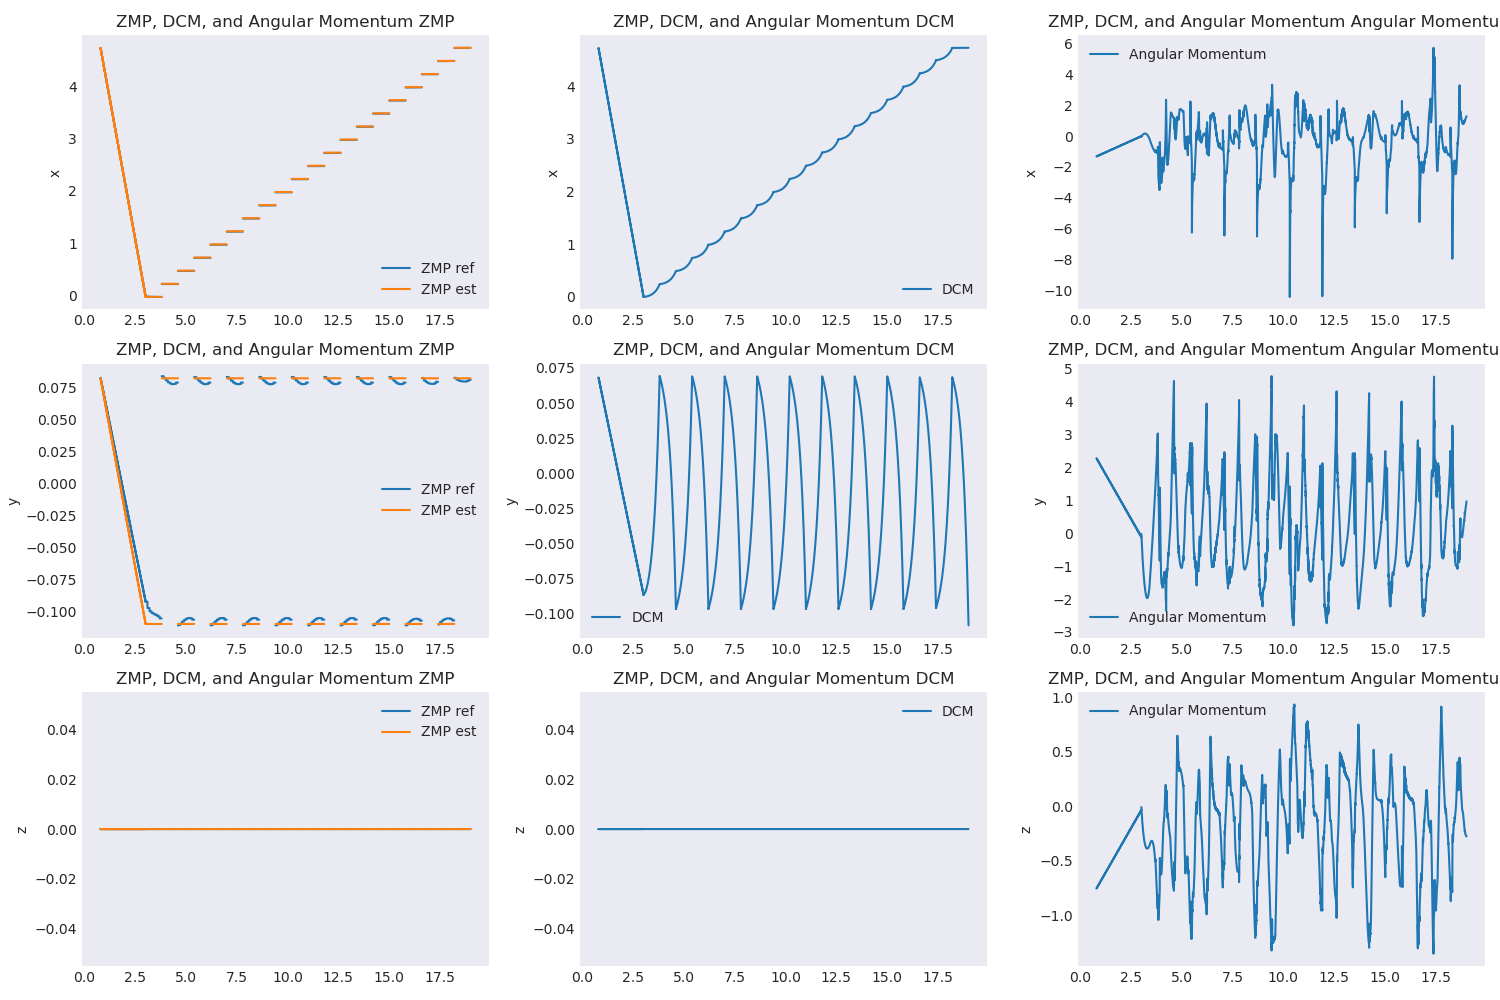 ZMP, DCM, and Angular Momentum ZMP
ZMP, DCM, and Angular Momentum DCM
ZMP, DCM, and Angular Momentum Angular Momentu
x
4
3
2
1
0
ZMP ref
ZMP est
0.0 2.5 5.0 7.5 10.0 12.5 15.0 17.5
x
4
3
2
1
0
DCM
0.0 2.5 5.0 7.5 10.0 12.5 15.0 17.5
x
6
4
2
0
−2
−4
−6
−8
−10
Angular Momentum
0.0 2.5 5.0 7.5 10.0 12.5 15.0 17.5
ZMP, DCM, and Angular Momentum ZMP
ZMP, DCM, and Angular Momentum DCM
ZMP, DCM, and Angular Momentum Angular Momentu
y
0.075
0.050
0.025
0.000
−0.025
−0.050
−0.075
−0.100
ZMP ref
ZMP est
0.0 2.5 5.0 7.5 10.0 12.5 15.0 17.5
y
0.075
0.050
0.025
0.000
−0.025
−0.050
−0.075
−0.100
DCM
0.0 2.5 5.0 7.5 10.0 12.5 15.0 17.5
y
5
4
3
2
1
0
−1
−2
−3
Angular Momentum
0.0 2.5 5.0 7.5 10.0 12.5 15.0 17.5
ZMP, DCM, and Angular Momentum ZMP
ZMP, DCM, and Angular Momentum DCM
ZMP, DCM, and Angular Momentum Angular Momentu
z
0.04
0.02
0.00
−0.02
−0.04
ZMP ref
ZMP est
0.0 2.5 5.0 7.5 10.0 12.5 15.0 17.5
z
0.04
0.02
0.00
−0.02
−0.04
DCM
0.0 2.5 5.0 7.5 10.0 12.5 15.0 17.5
z
1.0
0.5
0.0
−0.5
−1.0
Angular Momentum
0.0 2.5 5.0 7.5 10.0 12.5 15.0 17.5